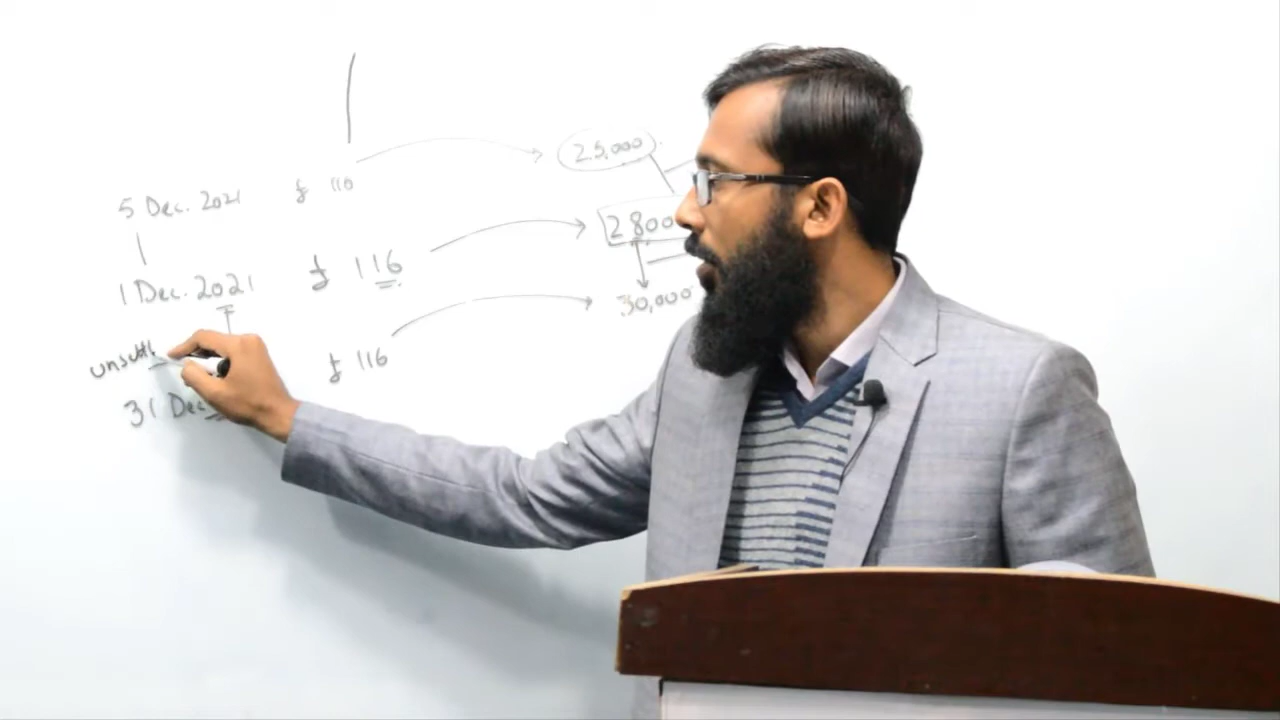 5 Dec. 2021 £ 110 25,000
1 Dec. 2021 £ 116 2800
£ 116 30,000
31 Dec